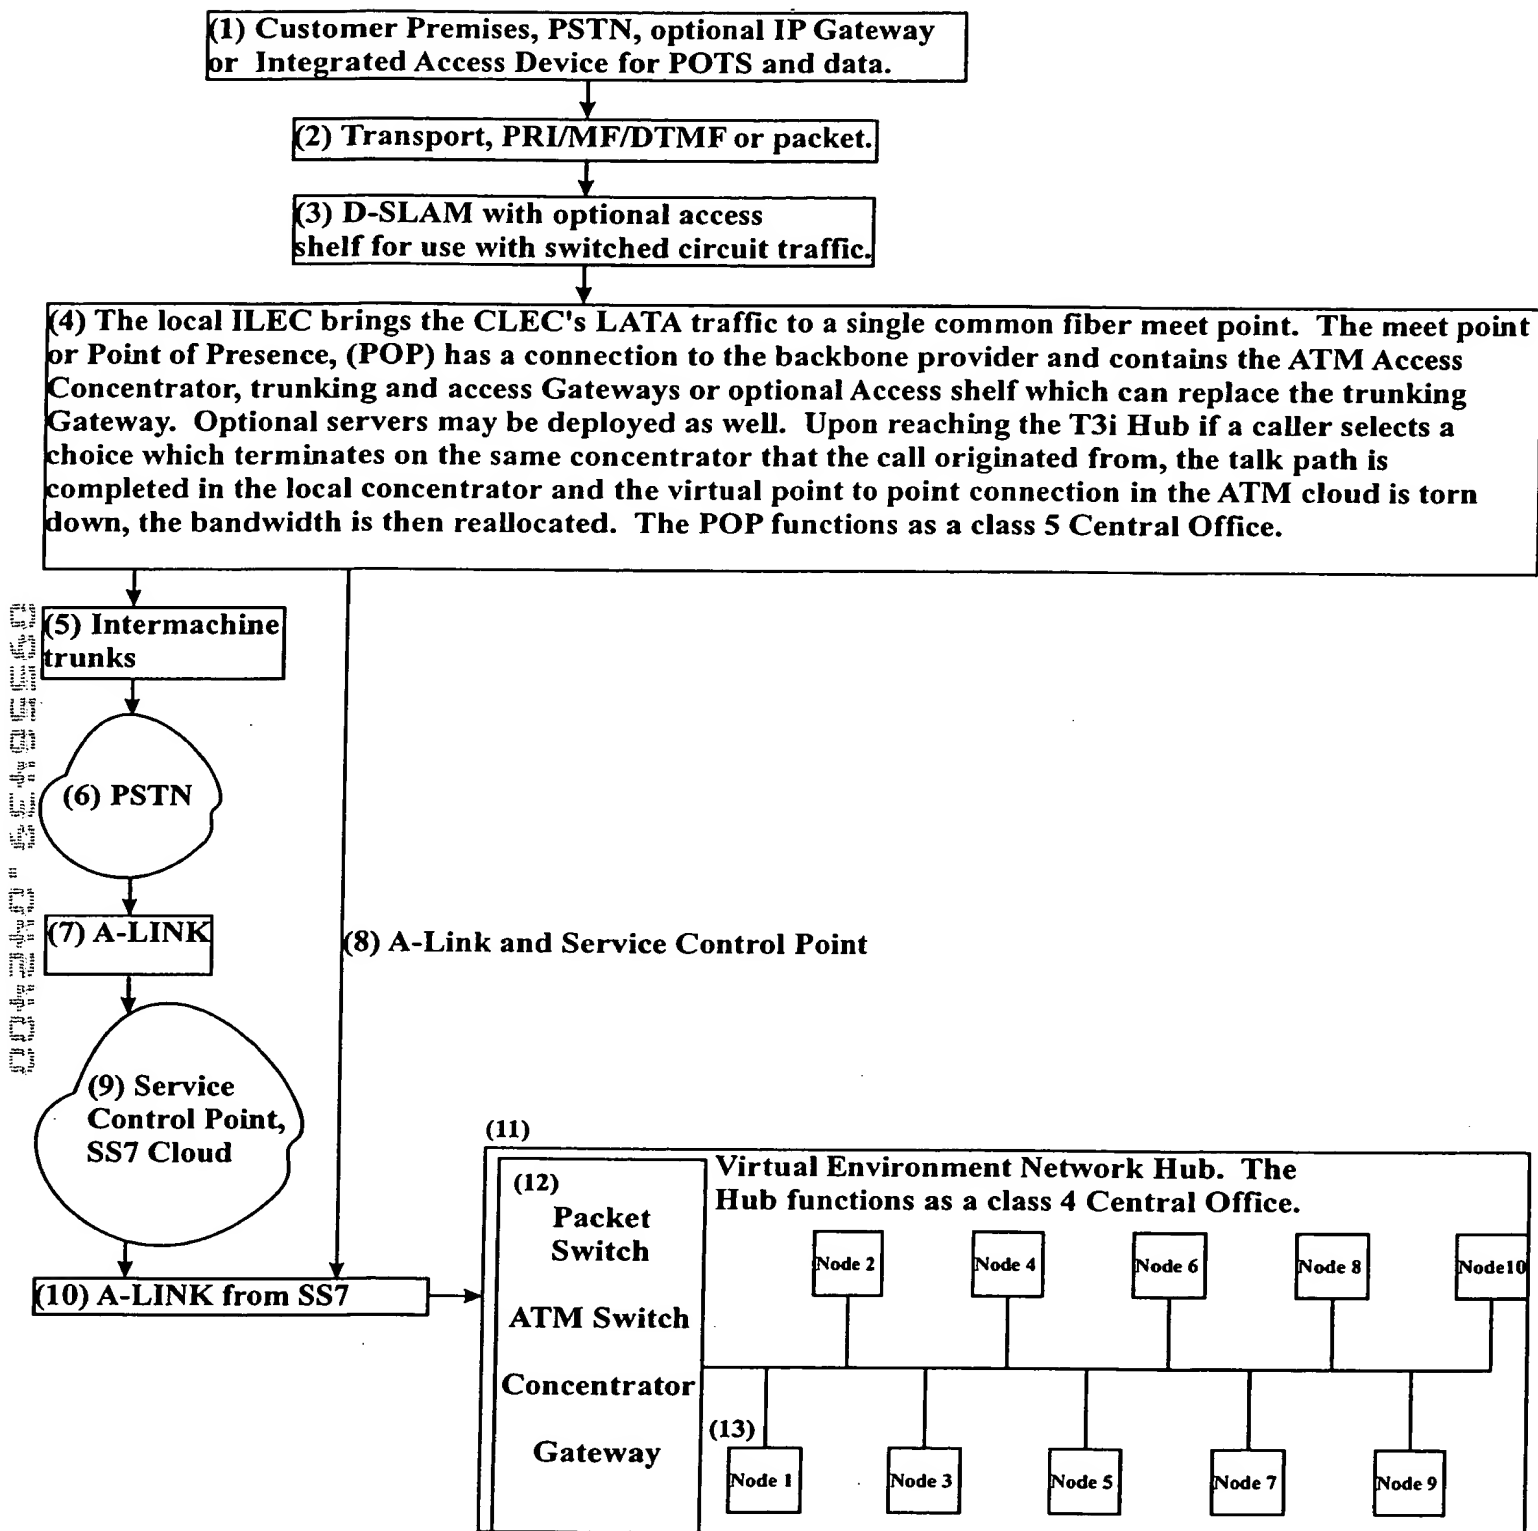 (1) Customer Premises, PSTN, optional IP Gateway
or Integrated Access Device for POTS and data.
(2) Transport, PRI/MF/DTMF or packet.
(3) D-SLAM with optional access
shelf for use with switched circuit traffic.
(4) The local ILEC brings the CLEC's LATA traffic to a single common fiber meet point. The meet point
or Point of Presence, (POP) has a connection to the backbone provider and contains the ATM Access
Concentrator, trunking and access Gateways or optional Access shelf which can replace the trunking
Gateway. Optional servers may be deployed as well. Upon reaching the T3i Hub if a caller selects a
choice which terminates on the same concentrator that the call originated from, the talk path is
completed in the local concentrator and the virtual point to point connection in the ATM cloud is torn
down, the bandwidth is then reallocated. The POP functions as a class 5 Central Office.
(5) Intermachine
trunks
(6) PSTN
(7) A-LINK
(8) A-Link and Service Control Point
(9) Service
Control Point,
SS7 Cloud
(10) A-LINK from SS7
(11)
(12)
Packet
Switch
ATM Switch
Concentrator
Gateway
Virtual Environment Network Hub. The
Hub functions as a class 4 Central Office.
Node 2
Node 4
Node 6
Node 8
Node10
(13)
Node 1
Node 3
Node 5
Node 7
Node 9